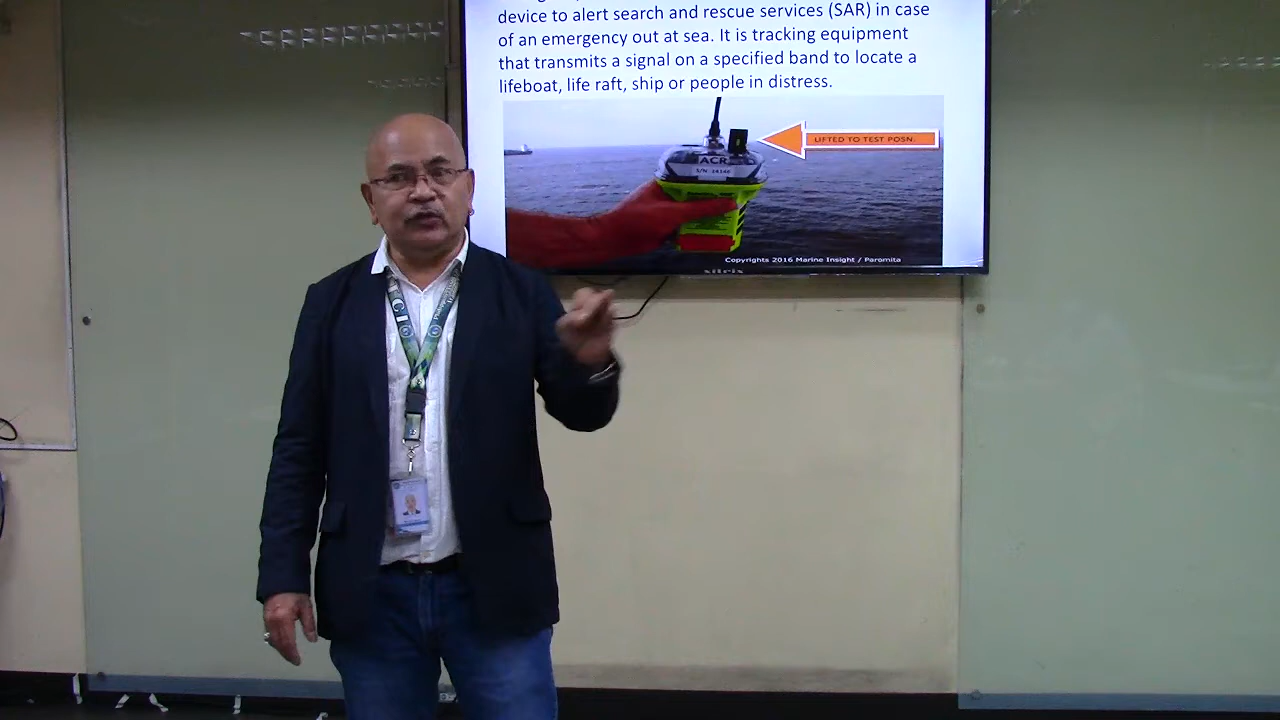 device to alert search and rescue services (SAR) in case
of an emergency out at sea. It is tracking equipment
that transmits a signal on a specified band to locate a
lifeboat, life raft, ship or people in distress.
LIFTED TO TEST POSN.
ACR
S/N: 14146
Copyrights 2016 Marine Insight / Paromita